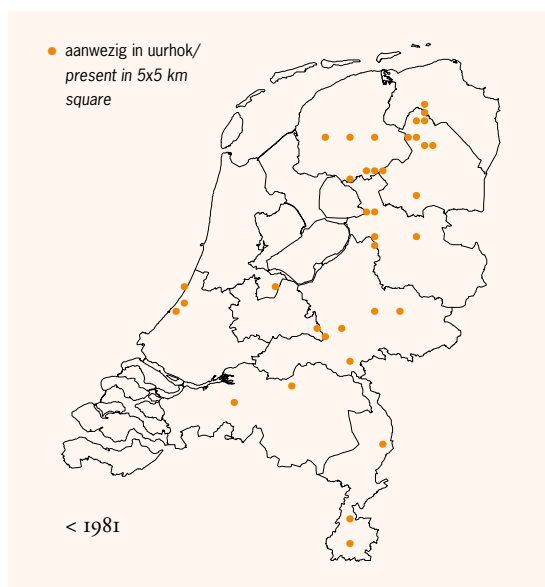 aanwezig in uurhok/
present in 5x5 km
square
< 1981